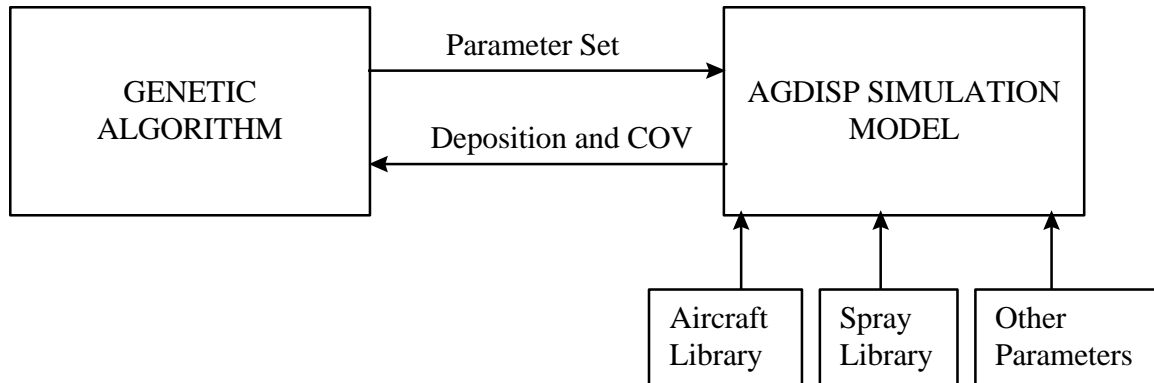 Parameter Set
GENETIC
ALGORITHM
AGDISP SIMULATION
MODEL
Deposition and COV
Aircraft
Library
Spray
Library
Other
Parameters